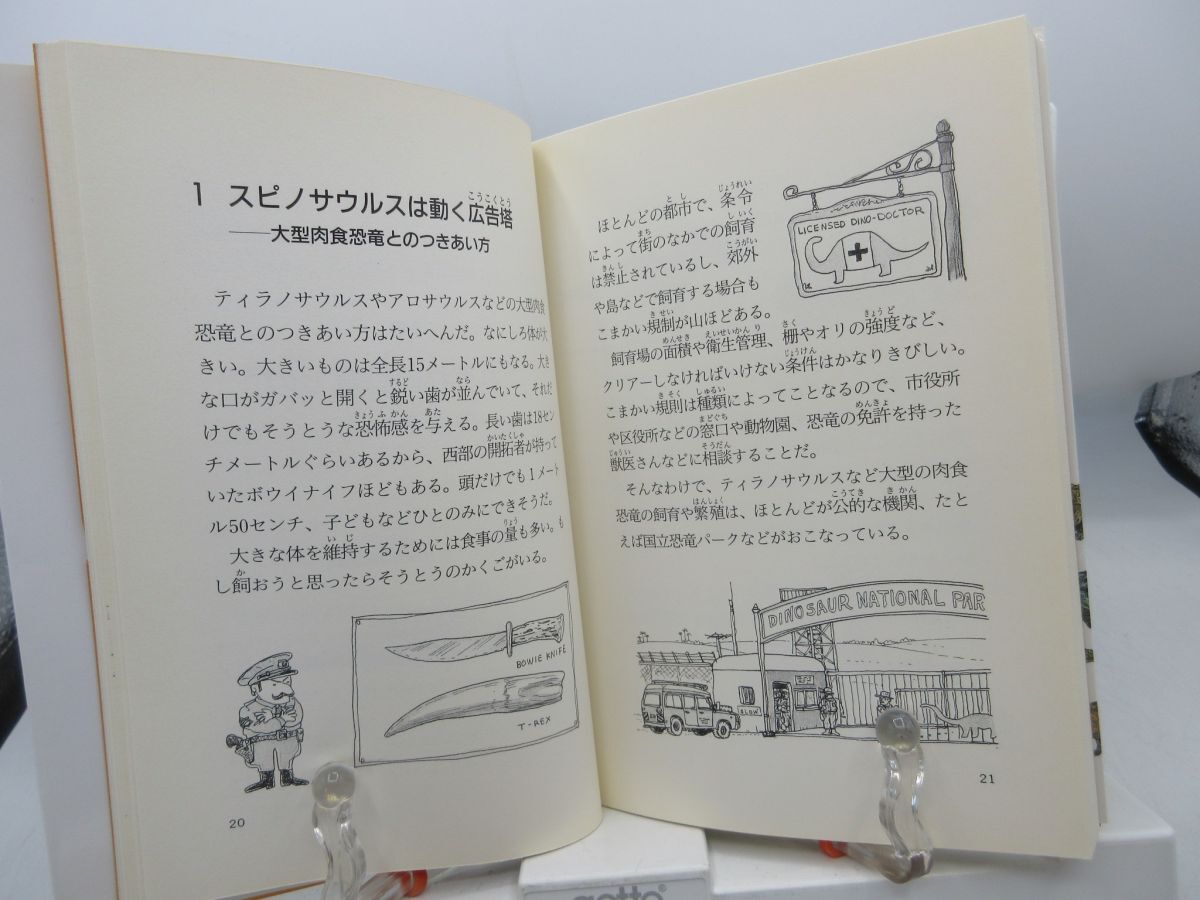 1 スピノサウルスは動く広告塔
——大型肉食恐竜とのつきあい方
ティラノサウルスやアロサウルスなどの大型肉食
恐竜とのつきあい方はたいへんだ。なにしろ体が大
きい。大きいものは全長15メートルにもなる。大き
な口がガバッと開くと鋭い歯が並んでいて、それだ
けでもそうとうな恐怖感を与える。長い歯は18セン
チメートルぐらいあるから、西部の開拓者が持って
いたボウイナイフほどもある。頭だけでも1メート
ル50センチ、子どもなどひとのみにできそうだ。
大きな体を維持するためには食事の量も多い。も
し飼おうと思ったらそうとうのかくごがいる。
BOWIE KNIFE
T-REX
20
ほとんどの都市で、条令
によって街のなかでの飼育
は禁止されているし、郊外
や島などで飼育する場合も
こまかい規制が山ほどある。
飼育場の面積や衛生管理、柵やオリの強度など、
クリアーしなければいけない条件はかなりきびしい。
こまかい規則は種類によってことなるので、市役所
や区役所などの窓口や動物園、恐竜の免許を持った
獣医さんなどに相談することだ。
そんなわけで、ティラノサウルスなど大型の肉食
恐竜の飼育や繁殖は、ほとんどが公的な機関、たと
えば国立恐竜パークなどがおこなっている。
LICENSED DINO-DOCTOR
DINOSAUR NATIONAL PAR
SLOW
21